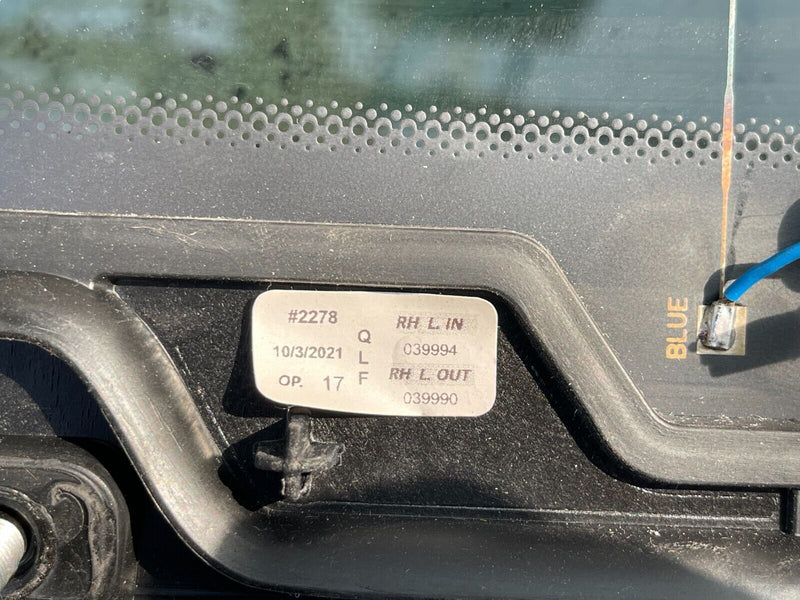 #2278
10/3/2021
OP. 17
Q
L
F
RH L. IN
039994
RH L. OUT
039990
BLUE